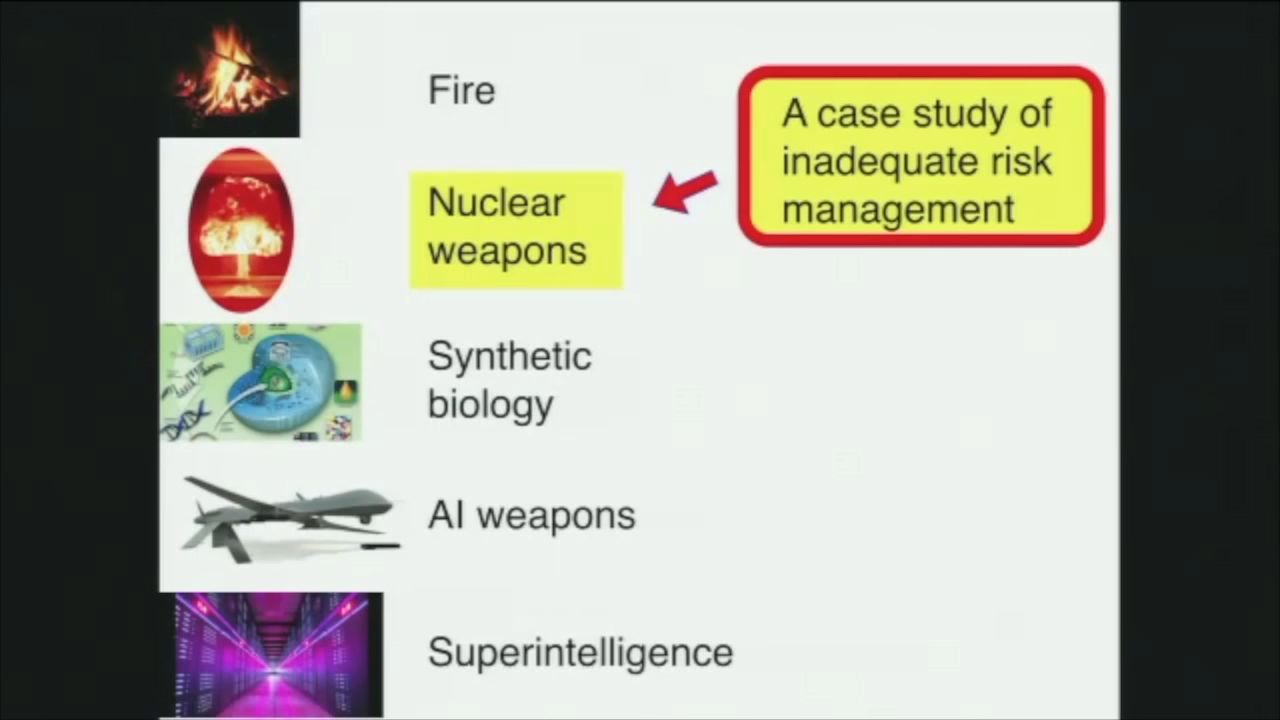 Fire
A case study of
inadequate risk
management
Nuclear
weapons
Synthetic
biology
AI weapons
Superintelligence